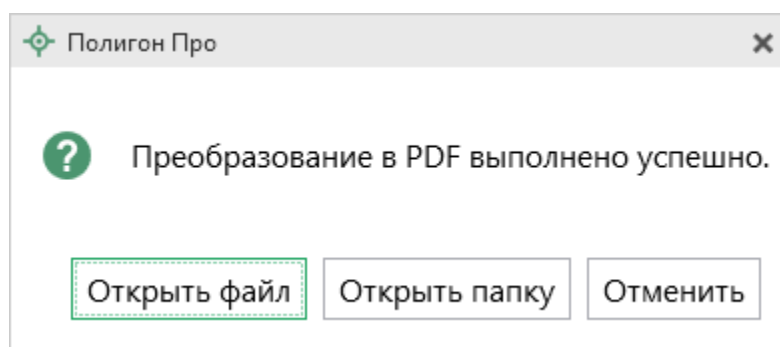 Полигон Про
Преобразование в PDF выполнено успешно.
Открыть файл Открыть папку Отменить